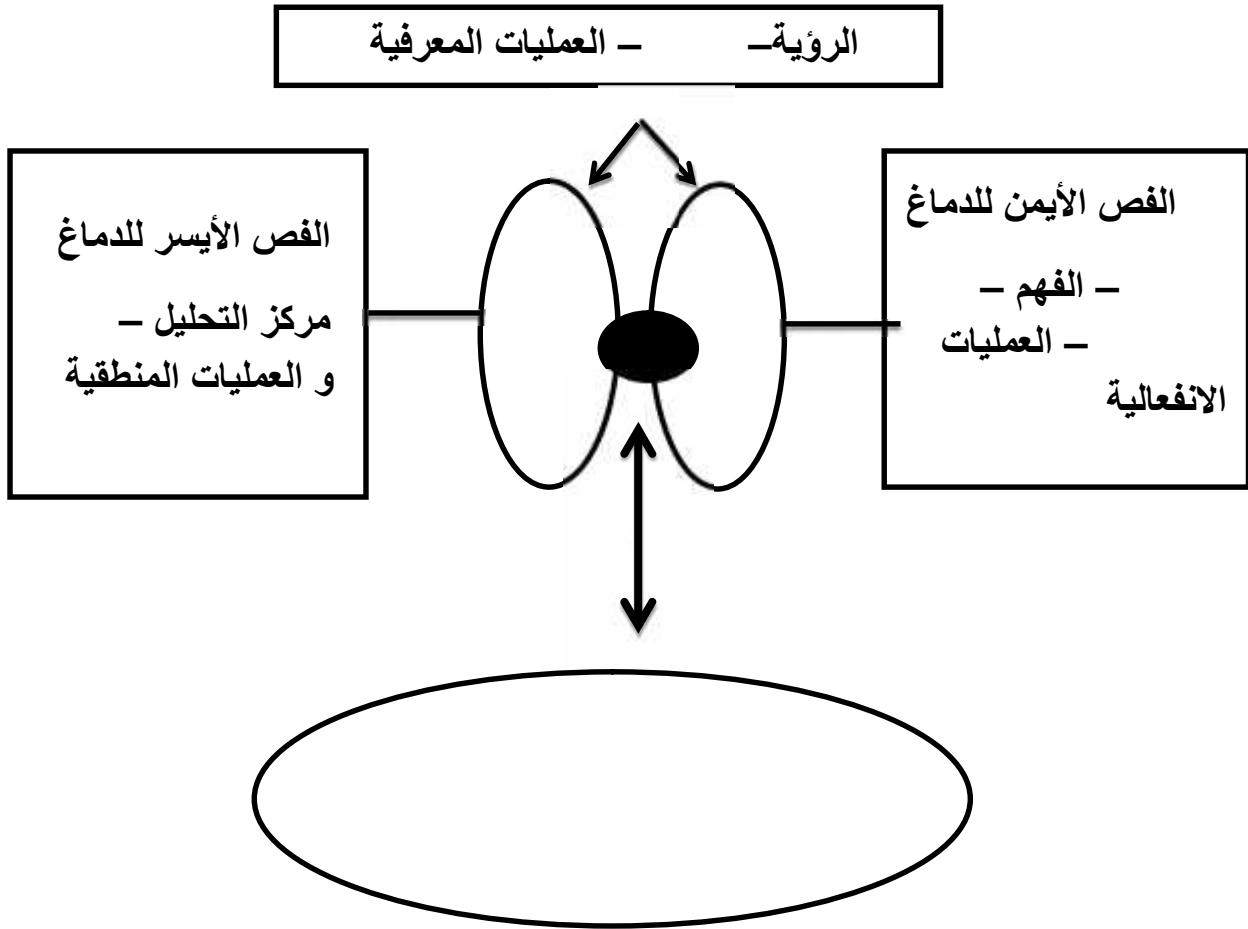 الرؤية– – العمليات المعرفية
الفص الأيمن للدماغ
– الفهم –
– العمليات
الانفعالية
الفص الأيسر للدماغ
مركز التحليل –
و العمليات المنطقية